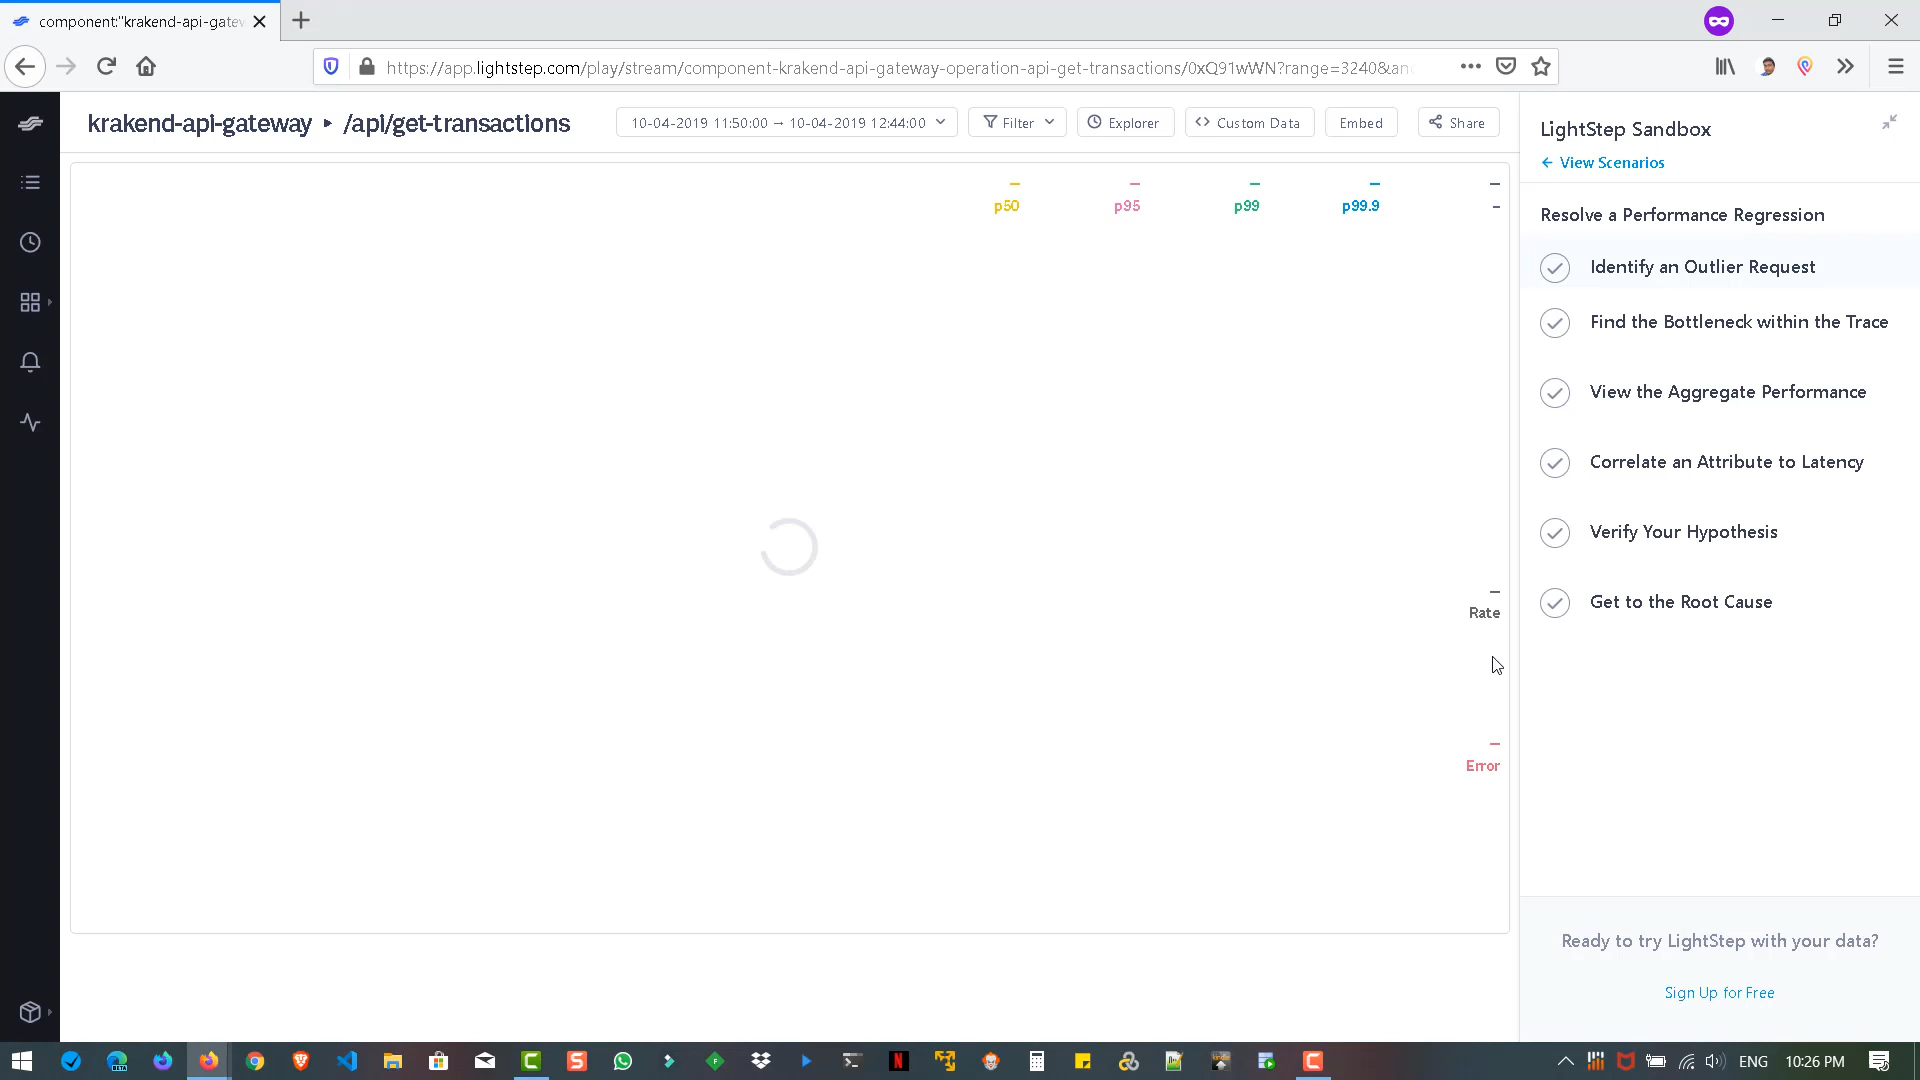 component:"krakend-api-gatew
https://app.lightstep.com/play/stream/component-krakend-api-gateway-operation-api-get-transactions/0xQ91wWN?range=3240&an
krakend-api-gateway ▸ /api/get-transactions
10-04-2019 11:50:00 → 10-04-2019 12:44:00
Filter
Explorer
Custom Data
Embed
Share
p50
p95
p99
p99.9
Rate
Error
LightStep Sandbox
← View Scenarios
Resolve a Performance Regression
Identify an Outlier Request
Find the Bottleneck within the Trace
View the Aggregate Performance
Correlate an Attribute to Latency
Verify Your Hypothesis
Get to the Root Cause
Ready to try LightStep with your data?
Sign Up for Free
ENG
10:26 PM